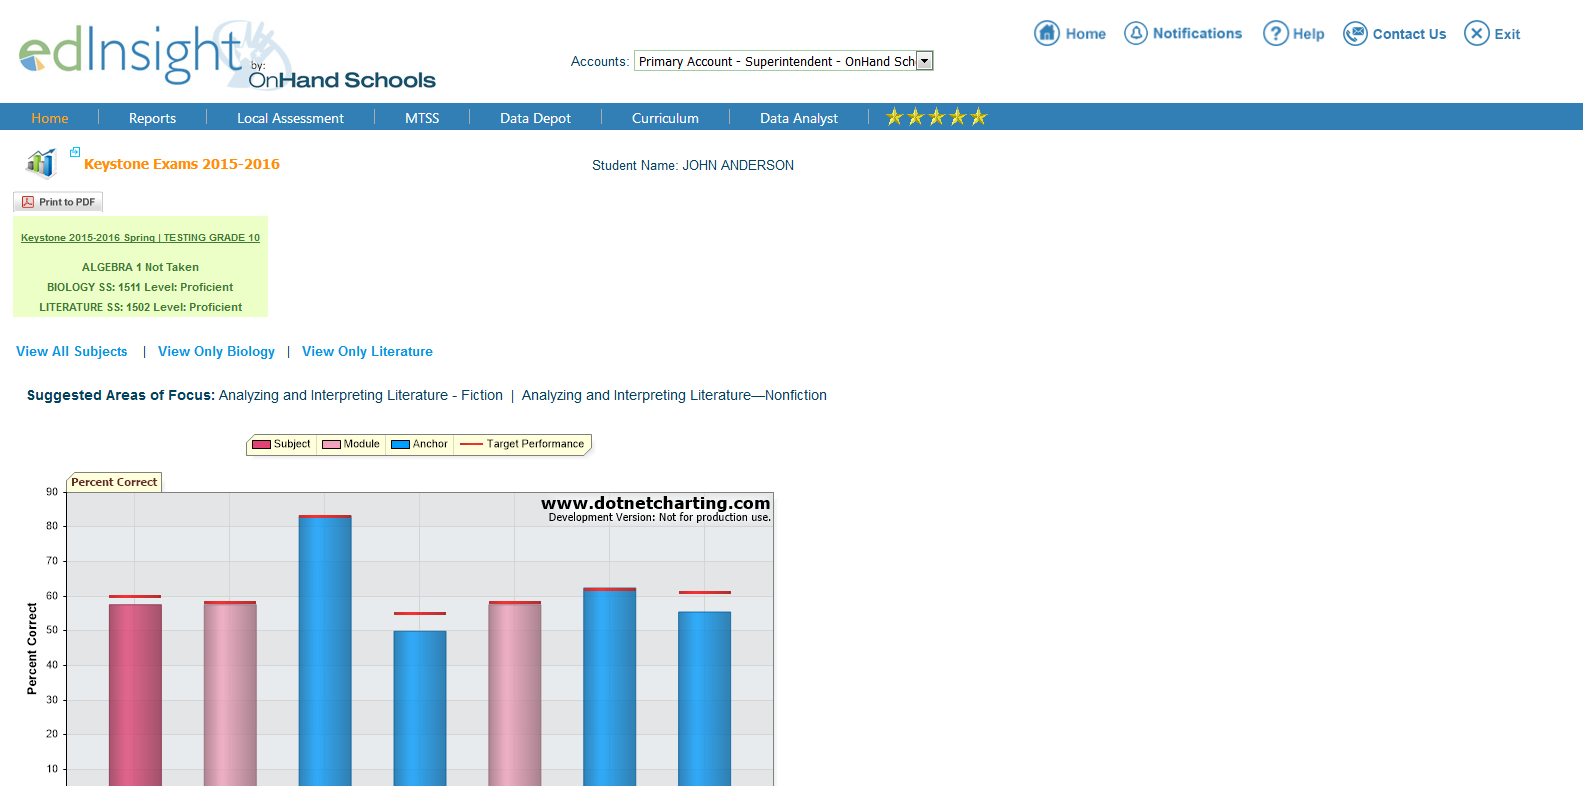 edInsight
by:
OnHand Schools
Accounts: Primary Account - Superintendent - OnHand Sch
Home Notifications Help Contact Us Exit
Home Reports Local Assessment MTSS Data Depot Curriculum Data Analyst
Keystone Exams 2015-2016
Student Name: JOHN ANDERSON
Print to PDF
Keystone 2015-2016 Spring | TESTING GRADE 10
ALGEBRA 1 Not Taken
BIOLOGY SS: 1511 Level: Proficient
LITERATURE SS: 1502 Level: Proficient
View All Subjects | View Only Biology | View Only Literature
Suggested Areas of Focus: Analyzing and Interpreting Literature - Fiction | Analyzing and Interpreting Literature—Nonfiction
Subject Module Anchor Target Performance
Percent Correct
www.dotnetcharting.com
Development Version: Not for production use.
Percent Correct
90
80
70
60
50
40
30
20
10